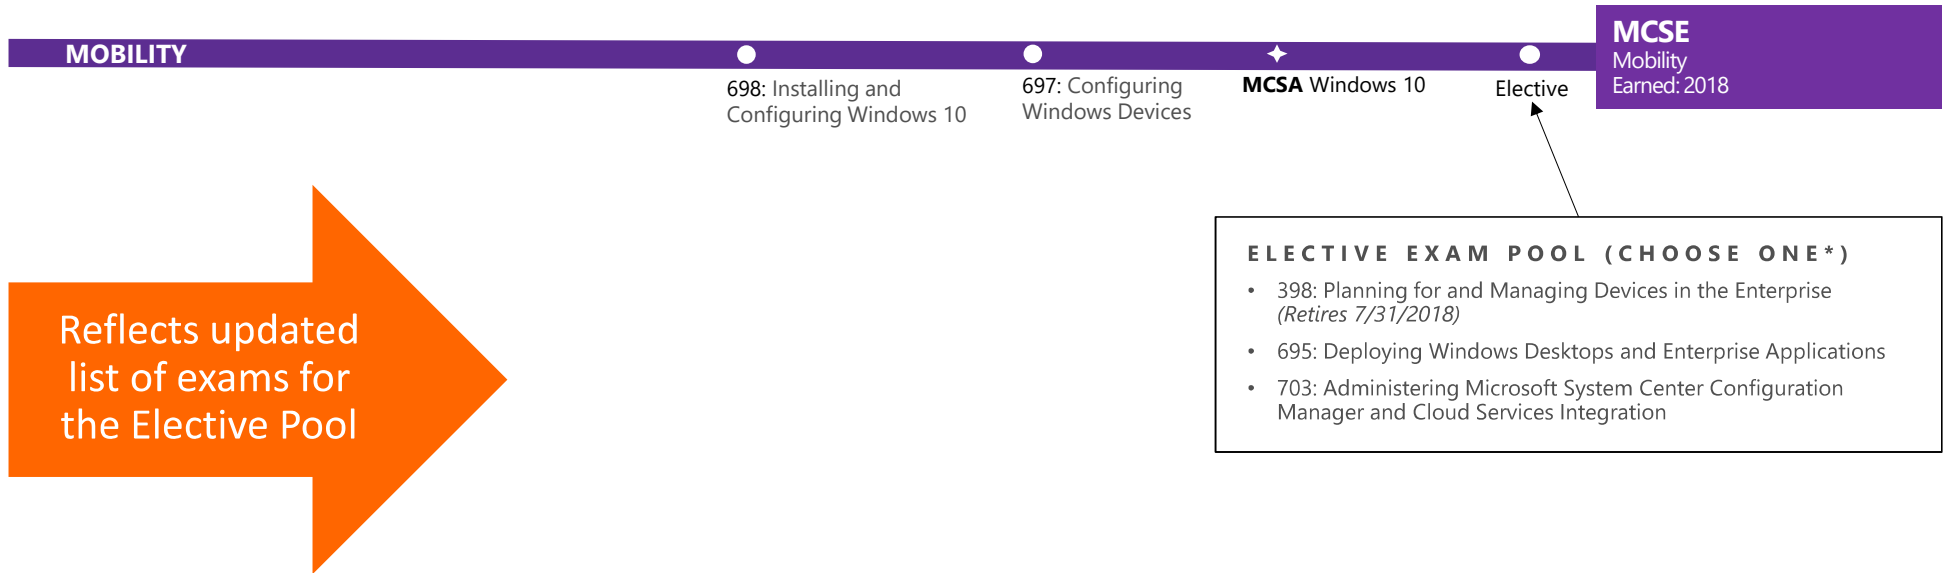 MOBILITY
698: Installing and
Configuring Windows 10
697: Configuring
Windows Devices
MCSA Windows 10
Elective
MCSE
Mobility
Earned: 2018
ELECTIVE EXAM POOL (CHOOSE ONE*)
• 398: Planning for and Managing Devices in the Enterprise
(Retires 7/31/2018)
• 695: Deploying Windows Desktops and Enterprise Applications
• 703: Administering Microsoft System Center Configuration
Manager and Cloud Services Integration
Reflects updated
list of exams for
the Elective Pool